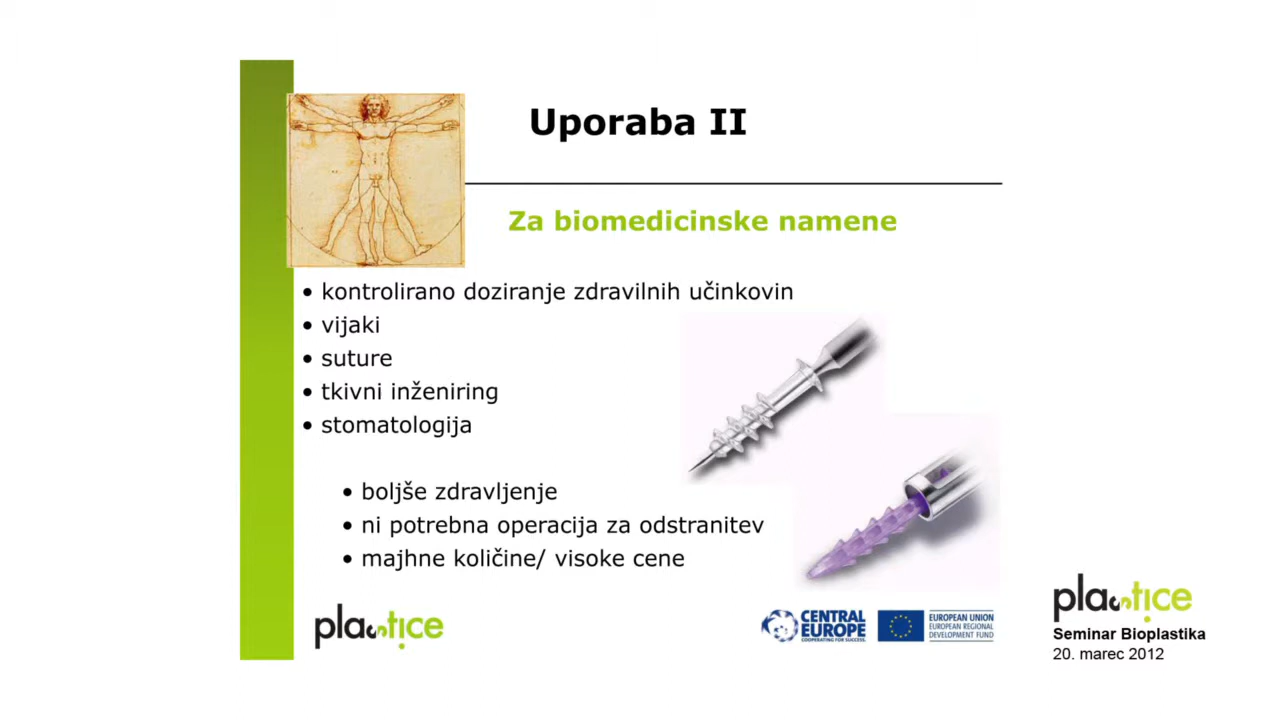 Uporaba II
Za biomedicinske namene
• kontrolirano doziranje zdravilnih učinkovin
• vijaki
• suture
• tkivni inženiring
• stomatologija
• boljše zdravljenje
• ni potrebna operacija za odstranitev
• majhne količine/ visoke cene
plastice
CENTRAL
EUROPE
COOPERATING FOR SUCCESS.
EUROPEAN UNION
EUROPEAN REGIONAL
DEVELOPMENT FUND
plastice
Seminar Bioplastika
20. marec 2012